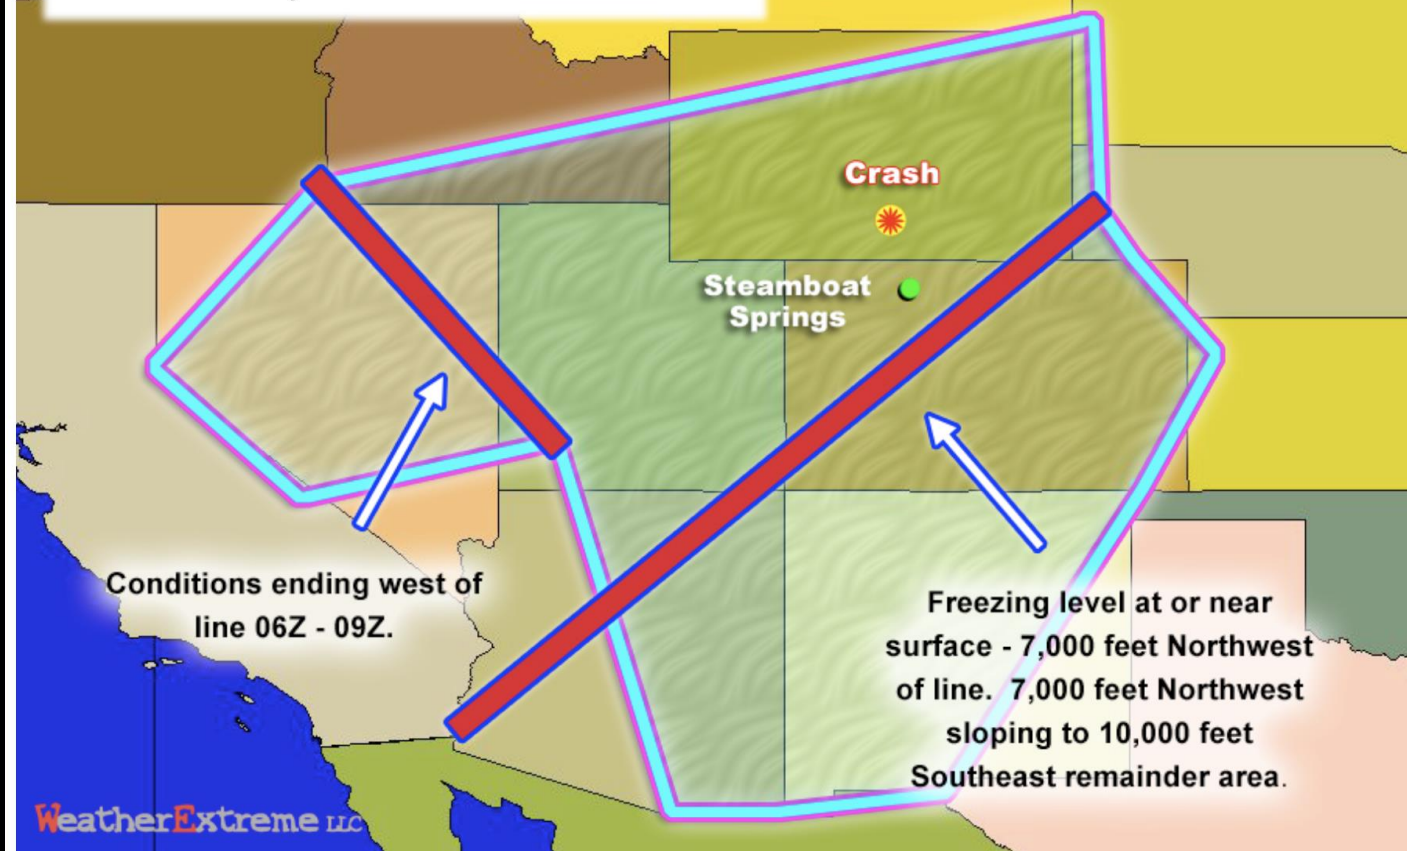 Crash
Steamboat
Springs
Conditions ending west of
line 06Z - 09Z.
Freezing level at or near
surface - 7,000 feet Northwest
of line.  7,000 feet Northwest
sloping to 10,000 feet
Southeast remainder area.
WeatherExtreme LLC